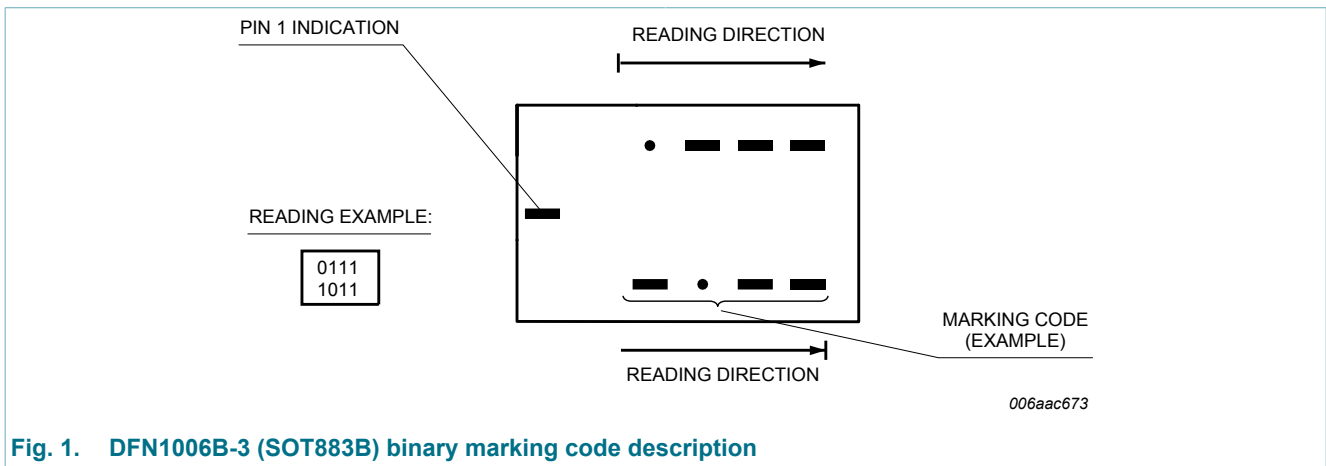 PIN 1 INDICATION
READING DIRECTION
READING EXAMPLE:
0111
1011
MARKING CODE
(EXAMPLE)
READING DIRECTION
006aac673
Fig. 1. DFN1006B-3 (SOT883B) binary marking code description